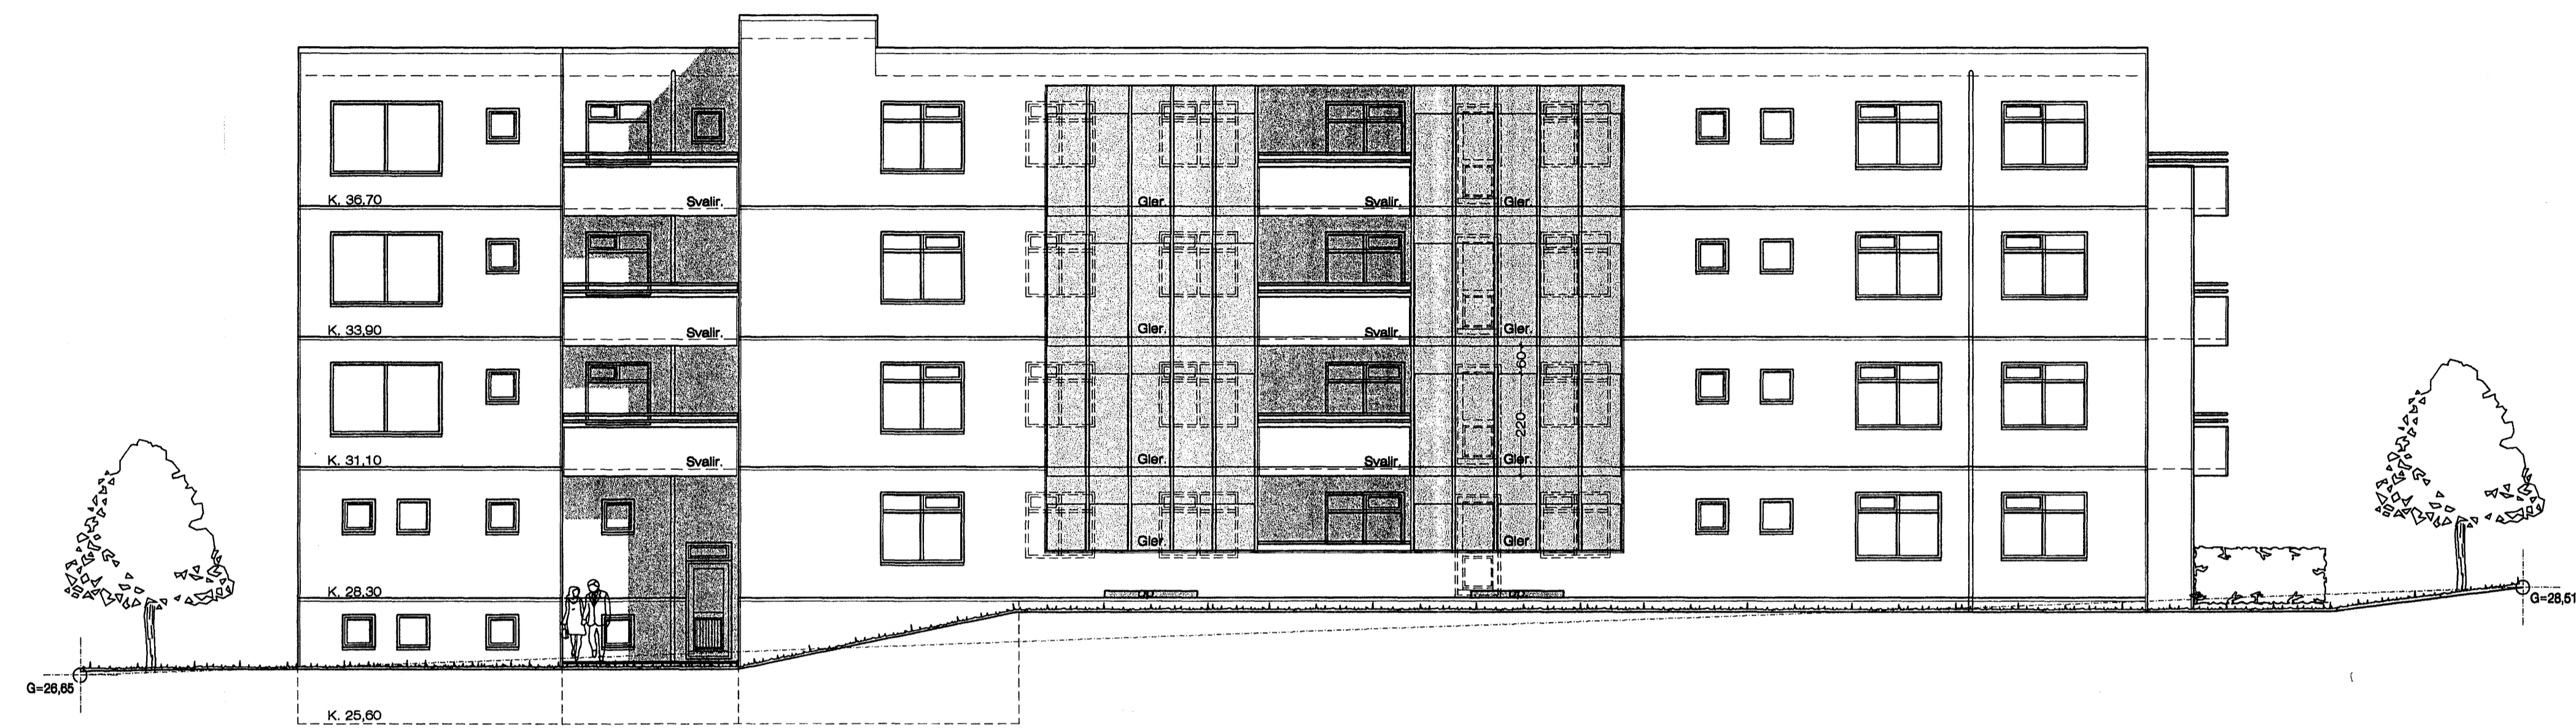 K. 36,70 Svalir. Gler. Svalir. Gler.
K. 33,90 Svalir. Gler. Svalir. Gler.
60
220
K. 31,10 Svalir. Gler. Svalir. Gler.
Gler. Gler.
K. 28,30
G=28,51
G=26,65
K. 25,60